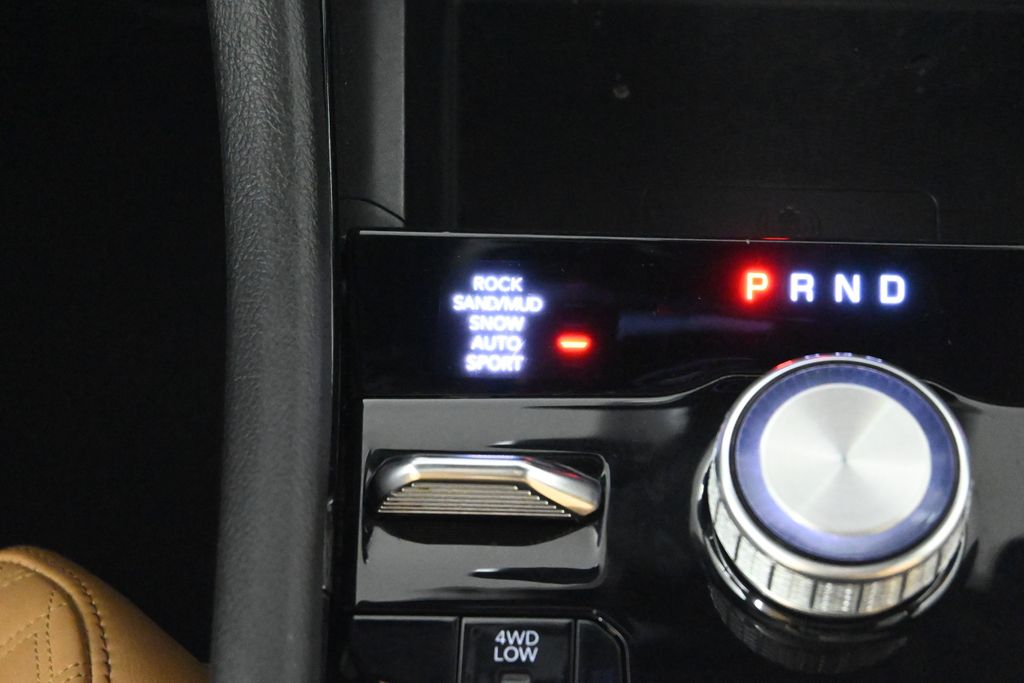 ROCK
SAND/MUD
SNOW
AUTO
SPORT
P R N D
4WD
LOW